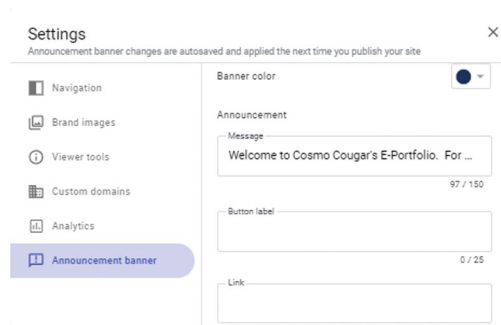 Settings
Announcement banner changes are autosaved and applied the next time you publish your site
Navigation
Brand images
Viewer tools
Custom domains
Analytics
Announcement banner
Banner color
Announcement
Message
Welcome to Cosmo Cougar's E-Portfolio. For ...
97 / 150
Button label
0 / 25
Link